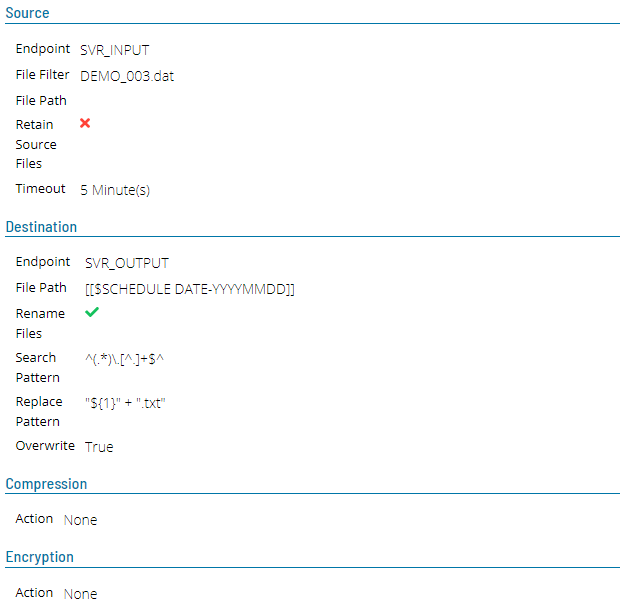 Source
Endpoint SVR_INPUT
File Filter DEMO_003.dat
File Path
Retain
Source
Files
Timeout 5 Minute(s)
Destination
Endpoint SVR_OUTPUT
File Path [[$SCHEDULE DATE-YYYYMMDD]]
Rename
Files
Search ^(.*)\.[^.]+$^
Pattern
Replace "${1}" + ".txt"
Pattern
Overwrite True
Compression
Action None
Encryption
Action None